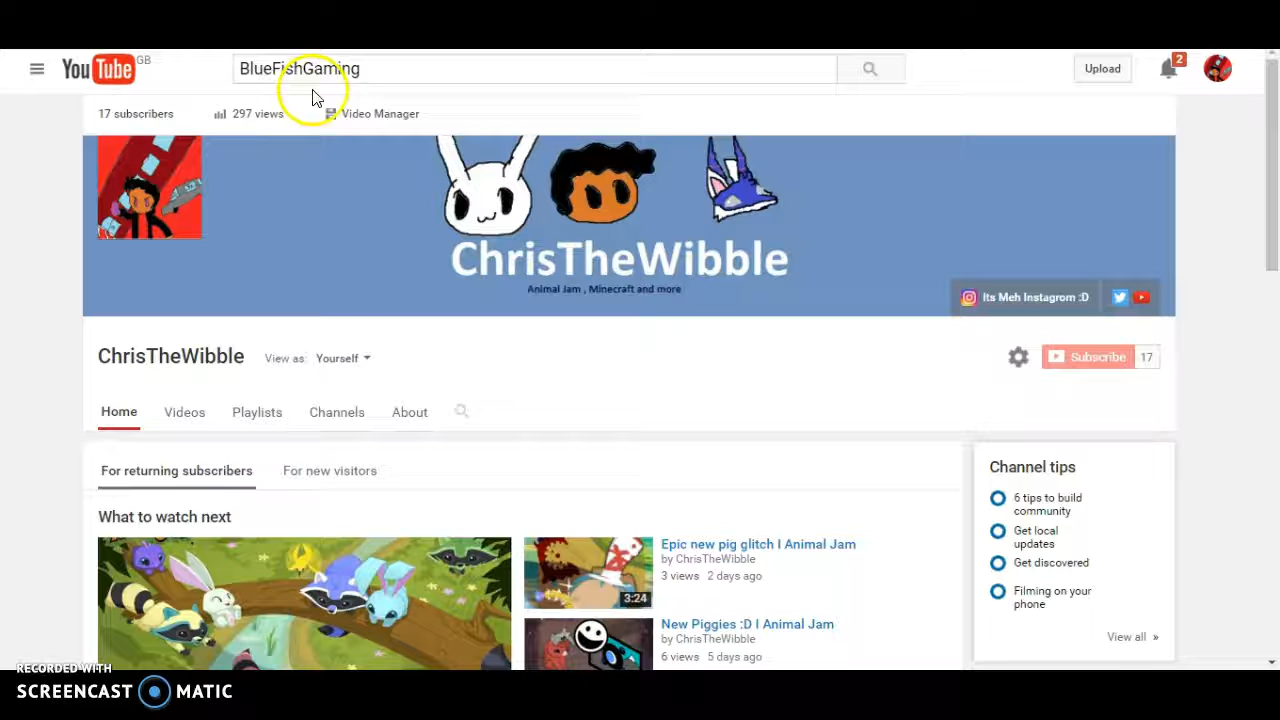 YouTube GB
BlueFishGaming
Upload
2
17 subscribers
297 views
Video Manager
ChrisTheWibble
Animal Jam , Minecraft and more
Its Meh Instagrom :D
ChrisTheWibble
View as: Yourself
Subscribe 17
Home
Videos
Playlists
Channels
About
For returning subscribers
For new visitors
What to watch next
Epic new pig glitch I Animal Jam
by ChrisTheWibble
3 views 2 days ago
3:24
New Piggies :D I Animal Jam
by ChrisTheWibble
6 views 5 days ago
Channel tips
6 tips to build
community
Get local
updates
Get discovered
Filming on your
phone
View all »
RECORDED WITH
SCREENCAST MATIC